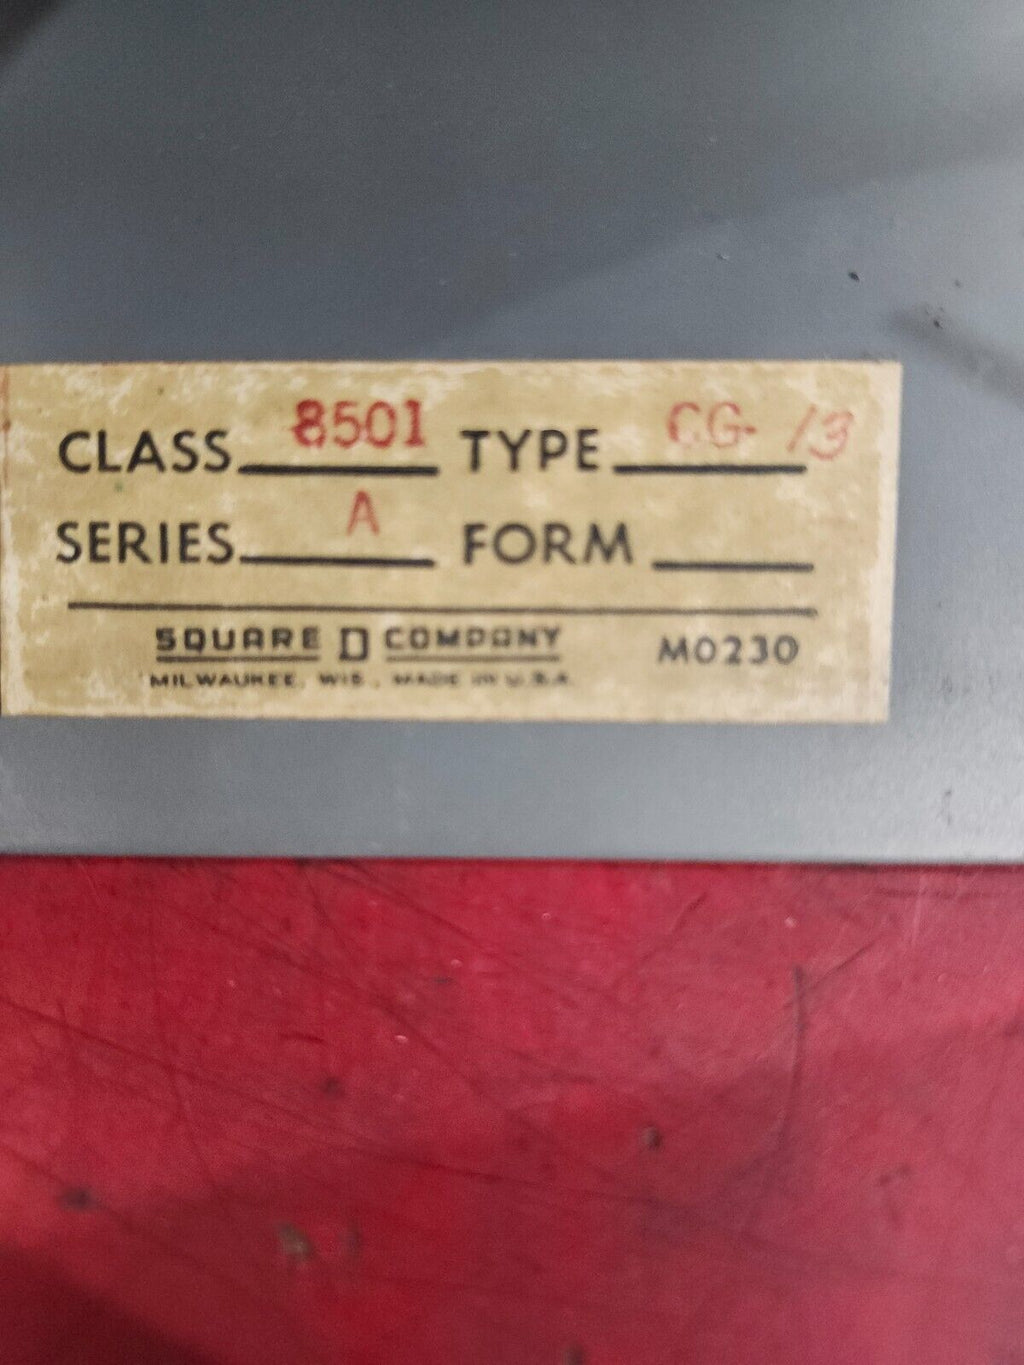 CLASS 8501 TYPE CG-13
SERIES A FORM
SQUARE D COMPANY M0230
MILWAUKEE, WIS., MADE IN U.S.A.